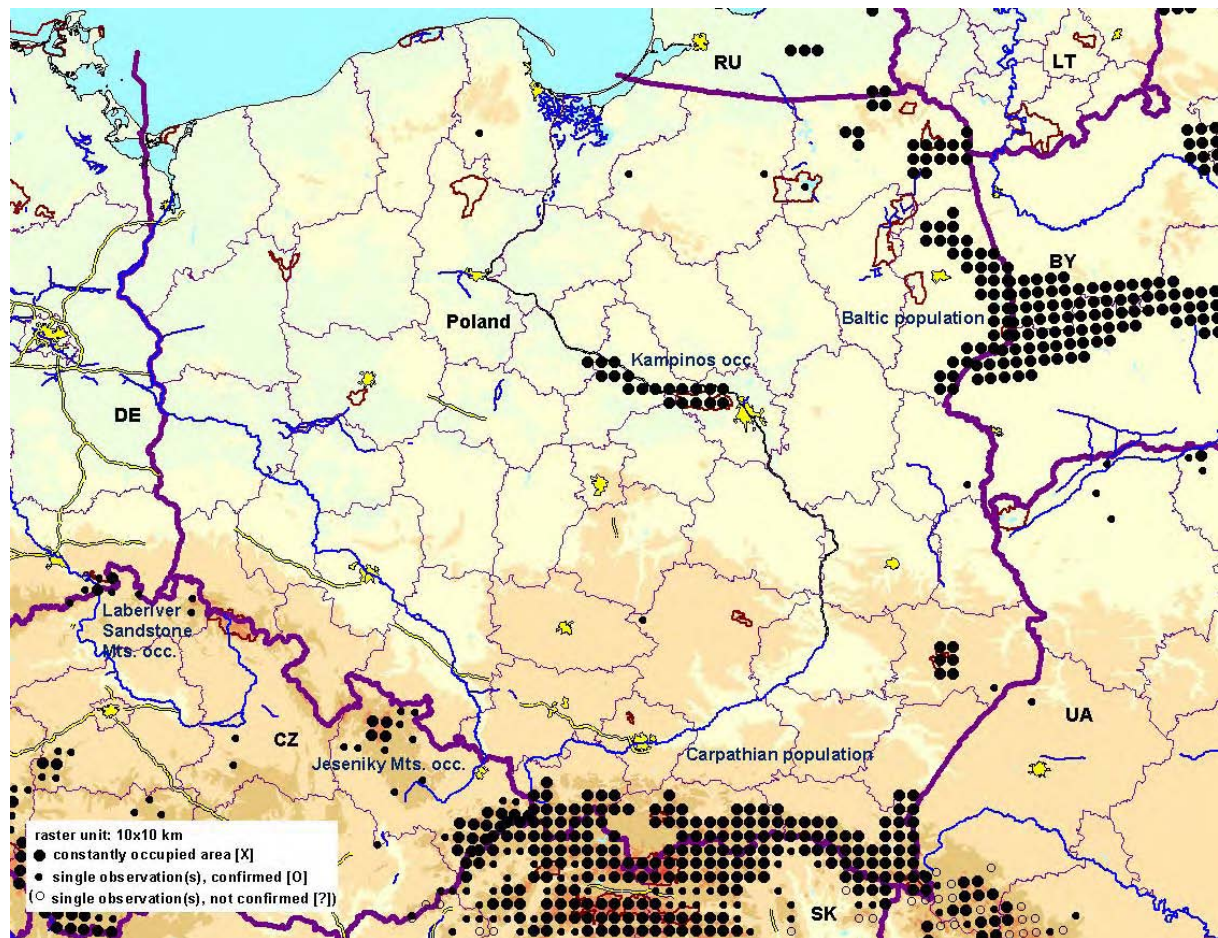 RU
LT
BY
Baltic population
Poland
Kampinos occ.
DE
Laberiver
Sandstone
Mts. occ.
CZ
Jeseniky Mts. occ.
UA
Carpathian population
raster unit: 10x10 km
constantly occupied area [X]
single observation(s), confirmed [O]
( single observation(s), not confirmed [?])
SK